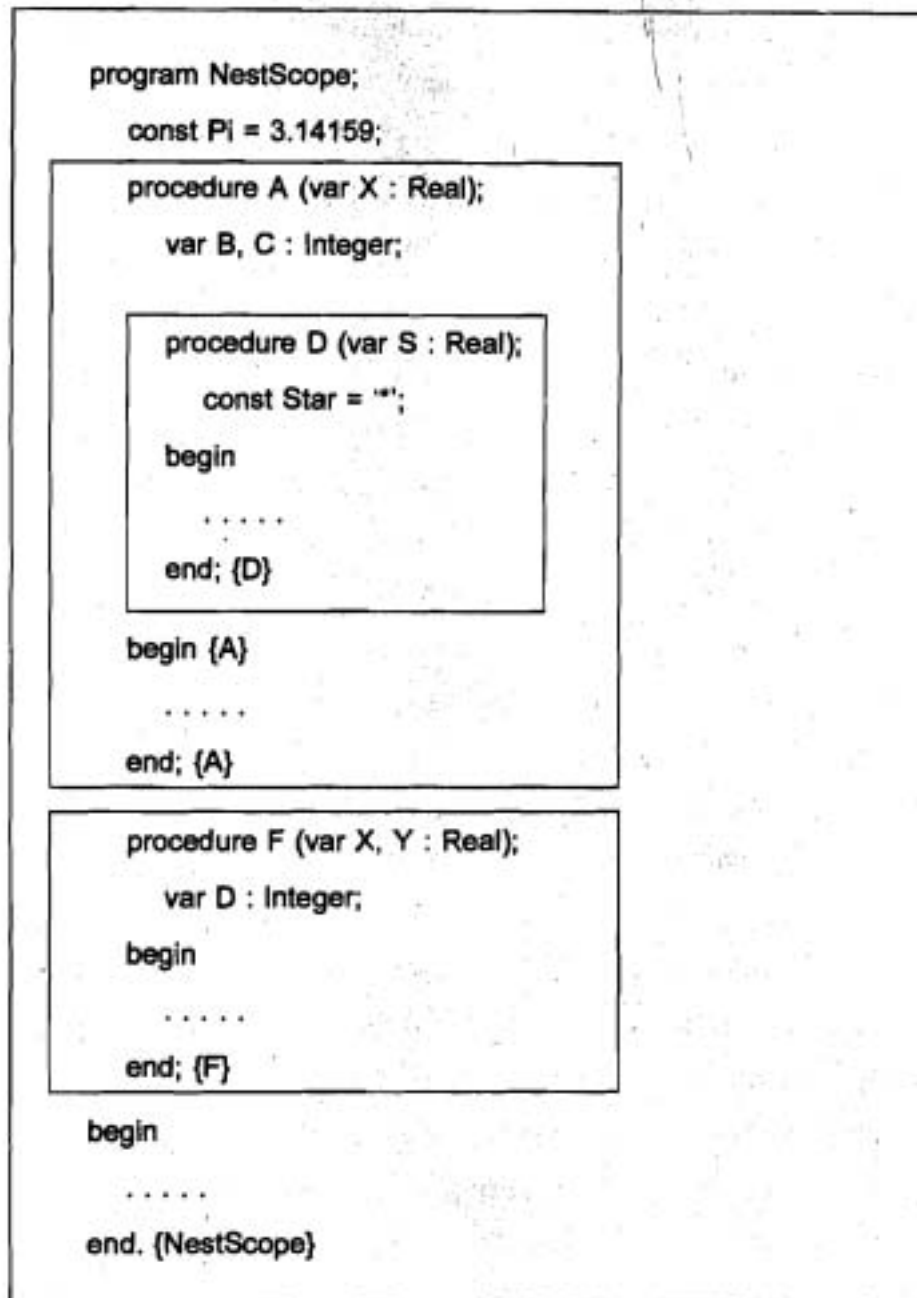 program NestScope;
const Pi = 3.14159;
procedure A (var X : Real);
var B, C : Integer;
procedure D (var S : Real);
const Star = '*';
begin
. . . . .
end; {D}
begin {A}
. . . . .
end; {A}
procedure F (var X, Y : Real);
var D : Integer;
begin
. . . . .
end; {F}
begin
. . . . .
end. {NestScope}